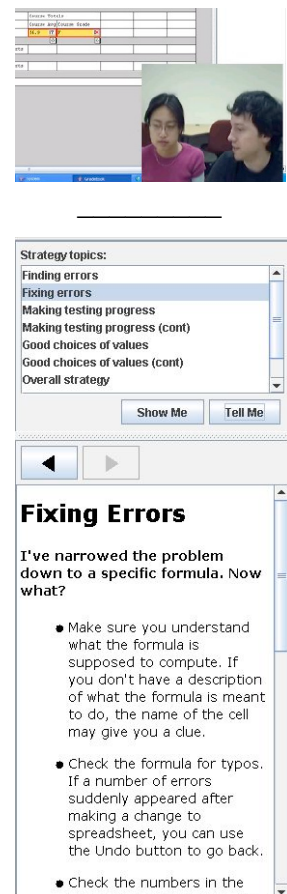 Course Totals
Course Avg Course Grade
Strategy topics:
Finding errors
Fixing errors
Making testing progress
Making testing progress (cont)
Good choices of values
Good choices of values (cont)
Overall strategy
Show Me Tell Me
Fixing Errors
I've narrowed the problem
down to a specific formula. Now
what?
● Make sure you understand
what the formula is
supposed to compute. If
you don't have a description
of what the formula is meant
to do, the name of the cell
may give you a clue.
● Check the formula for typos.
If a number of errors
suddenly appeared after
making a change to
spreadsheet, you can use
the Undo button to go back.
● Check the numbers in the